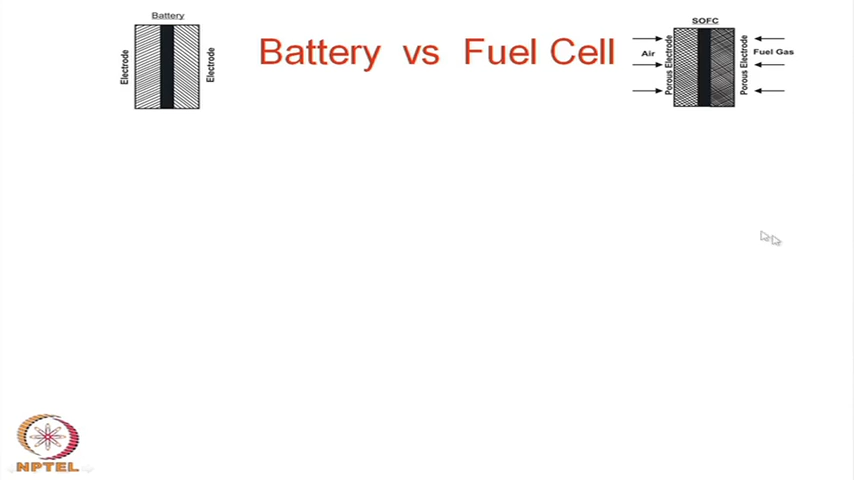 Battery
Electrode
Electrode
Battery vs Fuel Cell
SOFC
Air
Porous Electrode
Porous Electrode
Fuel Gas
NPTEL